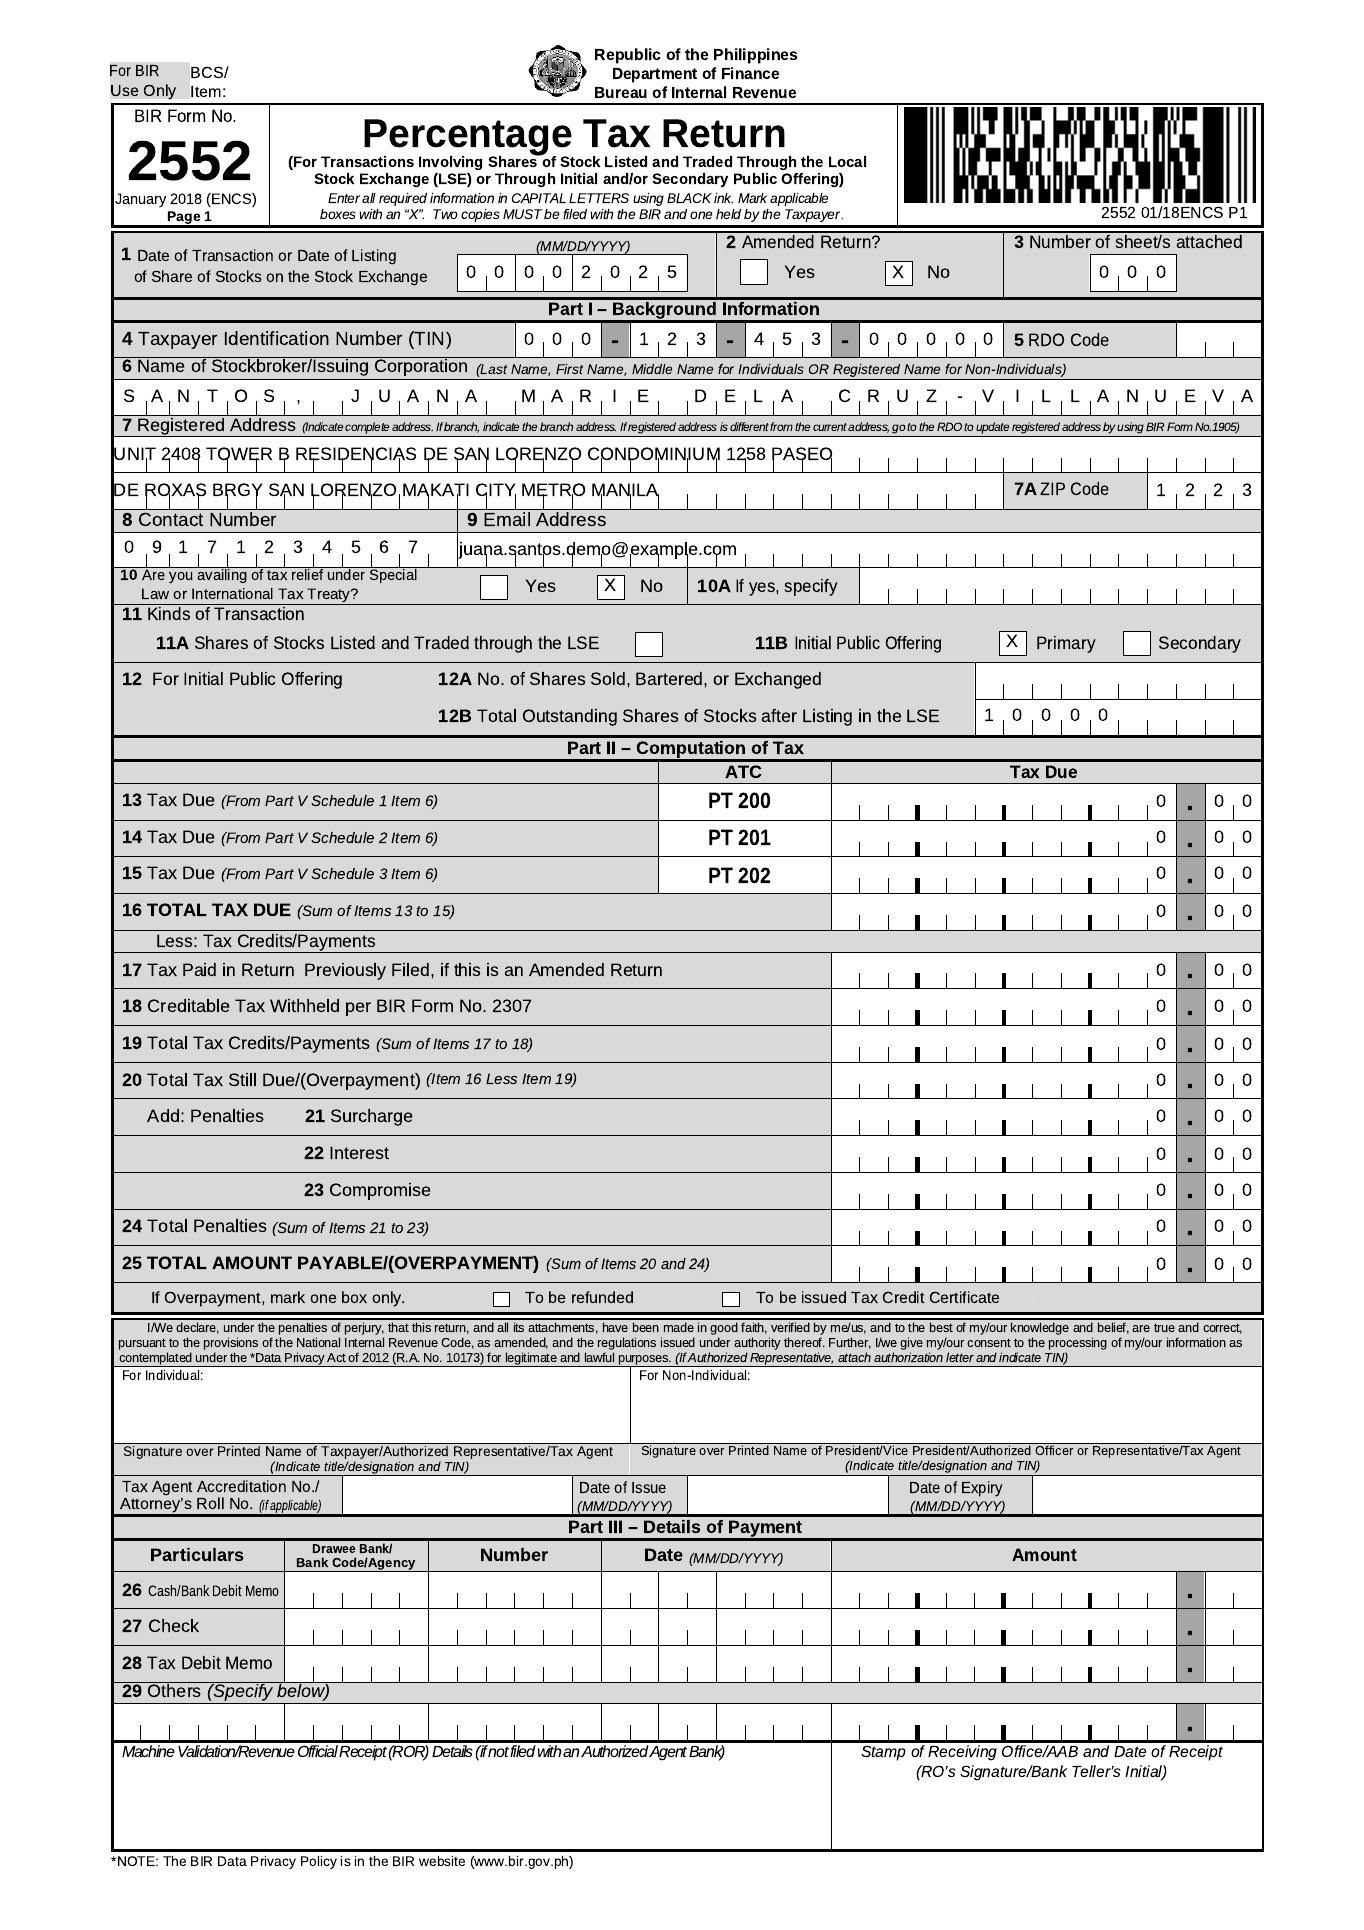 Republic of the Philippines
For BIR
Use Only
BCS/
Item:
Department of Finance
Bureau of Internal Revenue
BIR Form No.
2552
January 2018 (ENCS)
Page 1
Percentage Tax Return
(For Transactions Involving Shares of Stock Listed and Traded Through the Local
Stock Exchange (LSE) or Through Initial and/or Secondary Public Offering)
Enter all required information in CAPITAL LETTERS using BLACK ink. Mark applicable
boxes with an “X”. Two copies MUST be filed with the BIR and one held by the Taxpayer.
2552 01/18ENCS P1
1 Date of Transaction or Date of Listing
of Share of Stocks on the Stock Exchange
(MM/DD/YYYY)
0 0 0 0 2 0 2 5
2 Amended Return?
Yes X No
3 Number of sheet/s attached
0 0 0
Part I – Background Information
4 Taxpayer Identification Number (TIN) 0 0 0 - 1 2 3 - 4 5 3 - 0 0 0 0 0 5 RDO Code
6 Name of Stockbroker/Issuing Corporation (Last Name, First Name, Middle Name for Individuals OR Registered Name for Non-Individuals)
SANTOS, JUANA MARIE DELA CRUZ-VILLANUEVA
7 Registered Address (Indicate complete address. If branch, indicate the branch address. If registered address is different from the current address, go to the RDO to update registered address by using BIR Form No.1905)
UNIT 2408 TOWER B RESIDENCIAS DE SAN LORENZO CONDOMINIUM 1258 PASEO
DE ROXAS BRGY SAN LORENZO MAKATI CITY METRO MANILA 7A ZIP Code 1 2 2 3
8 Contact Number 9 Email Address
0 9 1 7 1 2 3 4 5 6 7 juana.santos.demo@example.com
10 Are you availing of tax relief under Special
Law or International Tax Treaty?
Yes X No 10A If yes, specify
11 Kinds of Transaction
11A Shares of Stocks Listed and Traded through the LSE 11B Initial Public Offering X Primary Secondary
12 For Initial Public Offering 12A No. of Shares Sold, Bartered, or Exchanged
12B Total Outstanding Shares of Stocks after Listing in the LSE 1 0 0 0 0
Part II – Computation of Tax
ATC Tax Due
13 Tax Due (From Part V Schedule 1 Item 6) PT 200 0 . 0 0
14 Tax Due (From Part V Schedule 2 Item 6) PT 201 0 . 0 0
15 Tax Due (From Part V Schedule 3 Item 6) PT 202 0 . 0 0
16 TOTAL TAX DUE (Sum of Items 13 to 15) 0 . 0 0
Less: Tax Credits/Payments
17 Tax Paid in Return Previously Filed, if this is an Amended Return 0 . 0 0
18 Creditable Tax Withheld per BIR Form No. 2307 0 . 0 0
19 Total Tax Credits/Payments (Sum of Items 17 to 18) 0 . 0 0
20 Total Tax Still Due/(Overpayment) (Item 16 Less Item 19) 0 . 0 0
Add: Penalties 21 Surcharge 0 . 0 0
22 Interest 0 . 0 0
23 Compromise 0 . 0 0
24 Total Penalties (Sum of Items 21 to 23) 0 . 0 0
25 TOTAL AMOUNT PAYABLE/(OVERPAYMENT) (Sum of Items 20 and 24) 0 . 0 0
If Overpayment, mark one box only. To be refunded To be issued Tax Credit Certificate
I/We declare, under the penalties of perjury, that this return, and all its attachments, have been made in good faith, verified by me/us, and to the best of my/our knowledge and belief, are true and correct,
pursuant to the provisions of the National Internal Revenue Code, as amended, and the regulations issued under authority thereof. Further, I/we give my/our consent to the processing of my/our information as
contemplated under the *Data Privacy Act of 2012 (R.A. No. 10173) for legitimate and lawful purposes. (If Authorized Representative, attach authorization letter and indicate TIN)
For Individual: For Non-Individual:
Signature over Printed Name of Taxpayer/Authorized Representative/Tax Agent
(Indicate title/designation and TIN)
Signature over Printed Name of President/Vice President/Authorized Officer or Representative/Tax Agent
(Indicate title/designation and TIN)
Tax Agent Accreditation No./
Attorney’s Roll No. (if applicable)
Date of Issue
(MM/DD/YYYY)
Date of Expiry
(MM/DD/YYYY)
Part III – Details of Payment
Particulars
Drawee Bank/
Bank Code/Agency
Number Date (MM/DD/YYYY) Amount
26 Cash/Bank Debit Memo .
27 Check .
28 Tax Debit Memo .
29 Others (Specify below)
.
Machine Validation/Revenue Official Receipt (ROR) Details (if not filed with an Authorized Agent Bank)
Stamp of Receiving Office/AAB and Date of Receipt
(RO’s Signature/Bank Teller’s Initial)
*NOTE: The BIR Data Privacy Policy is in the BIR website (www.bir.gov.ph)